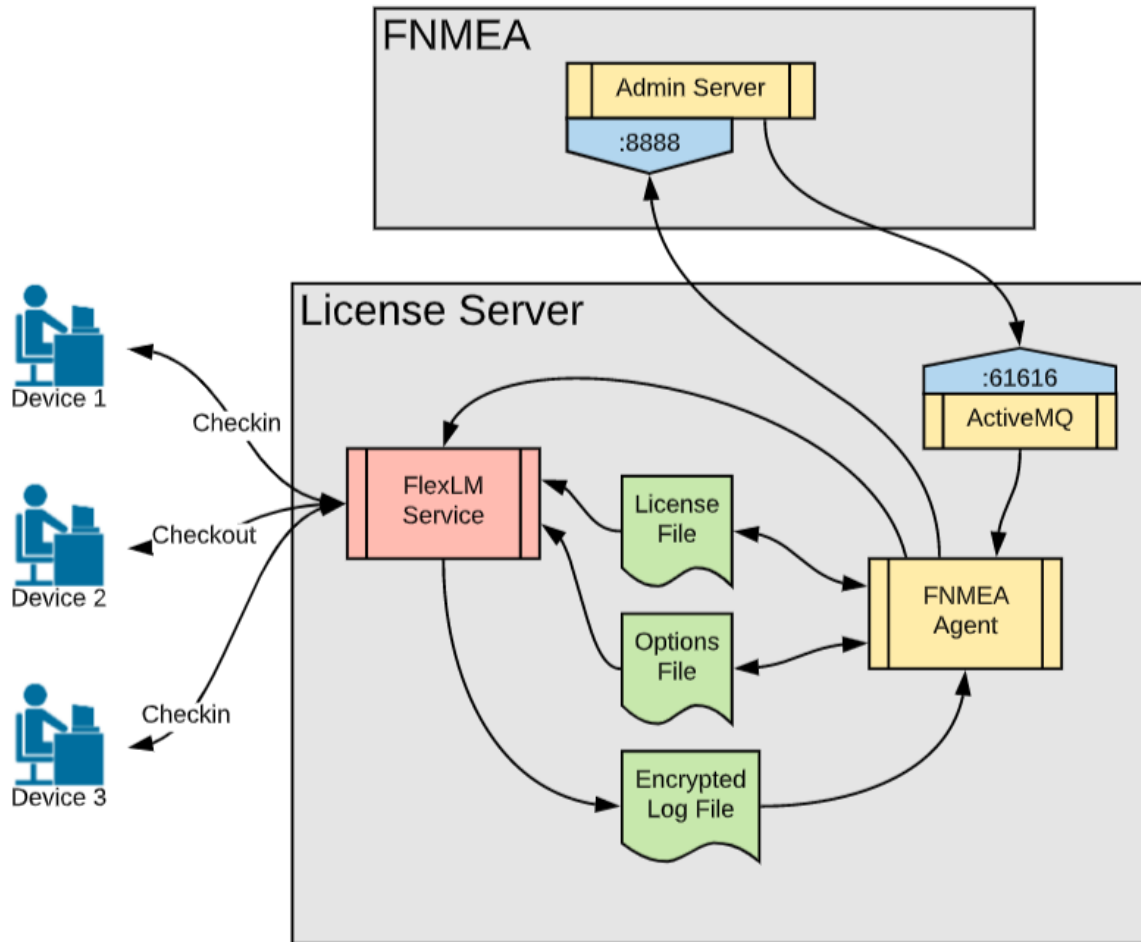 FNMEA
Admin Server
:8888
License Server
:61616
ActiveMQ
Device 1
Checkin
FlexLM
Service
License
File
Checkout
Device 2
FNMEA
Agent
Options
File
Checkin
Device 3
Encrypted
Log File